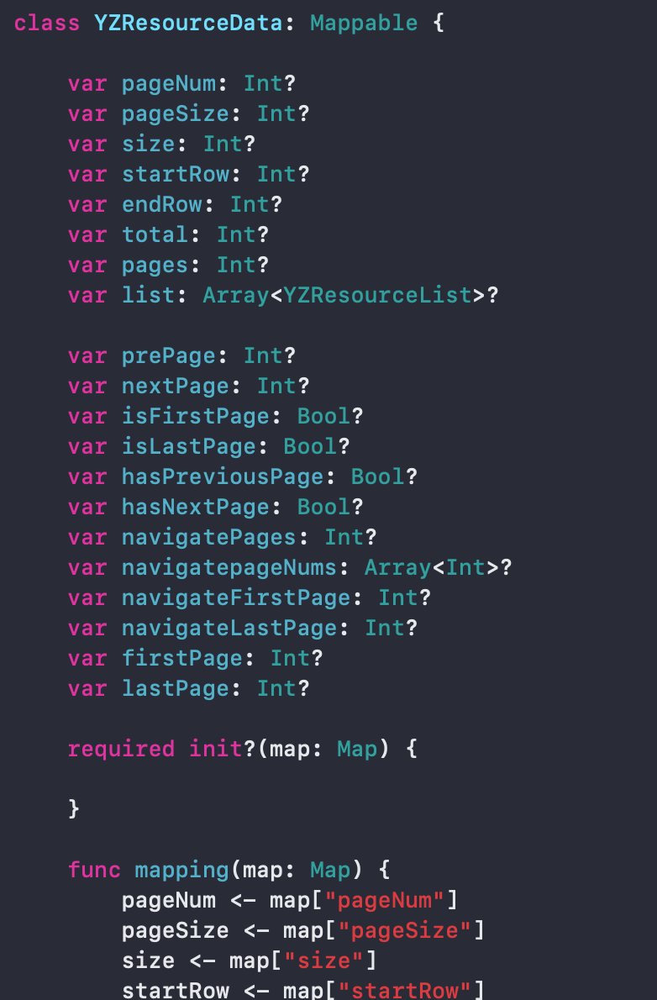 class YZResourceData: Mappable {
var pageNum: Int?
var pageSize: Int?
var size: Int?
var startRow: Int?
var endRow: Int?
var total: Int?
var pages: Int?
var list: Array<YZResourceList>?
var prePage: Int?
var nextPage: Int?
var isFirstPage: Bool?
var isLastPage: Bool?
var hasPreviousPage: Bool?
var hasNextPage: Bool?
var navigatePages: Int?
var navigatepageNums: Array<Int>?
var navigateFirstPage: Int?
var navigateLastPage: Int?
var firstPage: Int?
var lastPage: Int?
required init?(map: Map) {
}
func mapping(map: Map) {
pageNum <- map["pageNum"]
pageSize <- map["pageSize"]
size <- map["size"]
startRow <- map["startRow"]